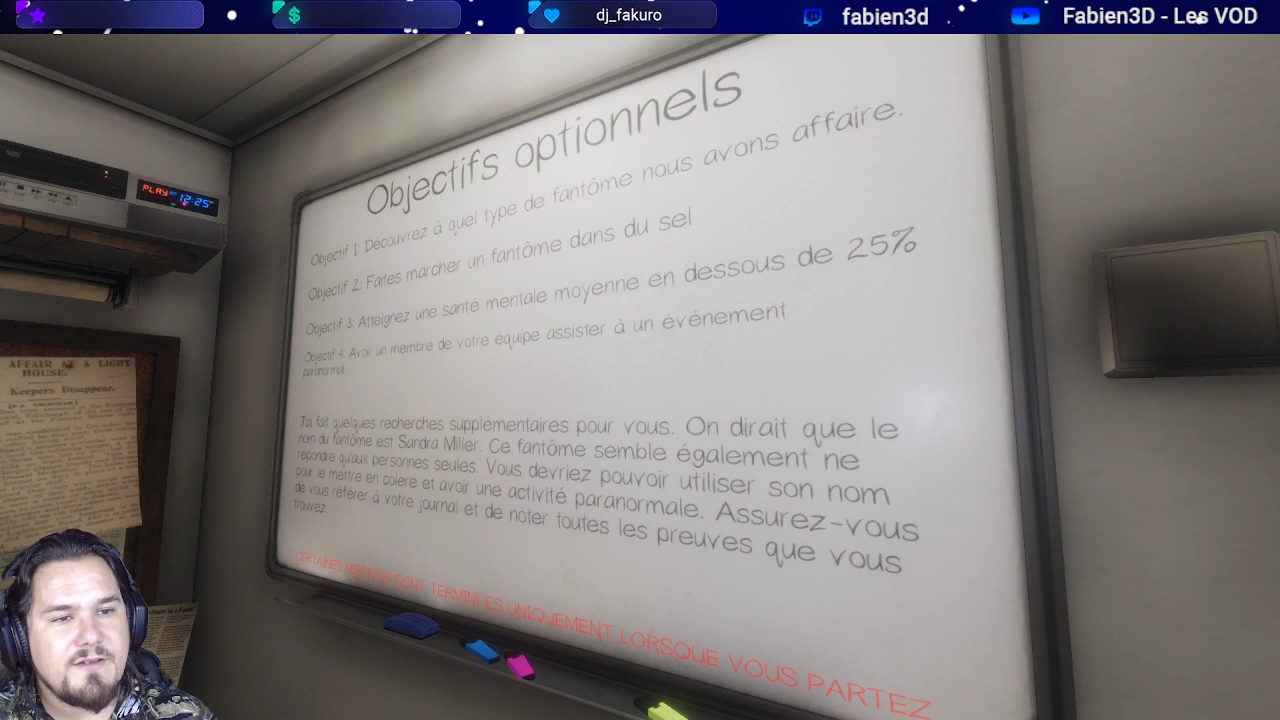 dj_fakuro
fabien3d
Fabien3D - Les VOD
Objectifs optionnels
Objectif 1: Découvrez à quel type de fantôme nous avons affaire.
Objectif 2: Faites marcher un fantôme dans du sel
Objectif 3: Atteignez une santé mentale moyenne en dessous de 25%
Objectif 4: Avoir un membre de votre équipe assister à un événement
paranormal
PLAY 12:25
AFFAIR AT A LIGHT
HOUSE.
Keepers Disappear.
J'ai fait quelques recherches supplémentaires pour vous. On dirait que le
nom du fantôme est Sandra Miller. Ce fantôme semble également ne
répondre qu'aux personnes seules. Vous devriez pouvoir utiliser son nom
pour le mettre en colère et avoir une activité paranormale. Assurez-vous
de vous référer à votre journal et de noter toutes les preuves que vous
trouvez.
CERTAINES MISSIONS SONT TERMINÉES UNIQUEMENT LORSQUE VOUS PARTEZ